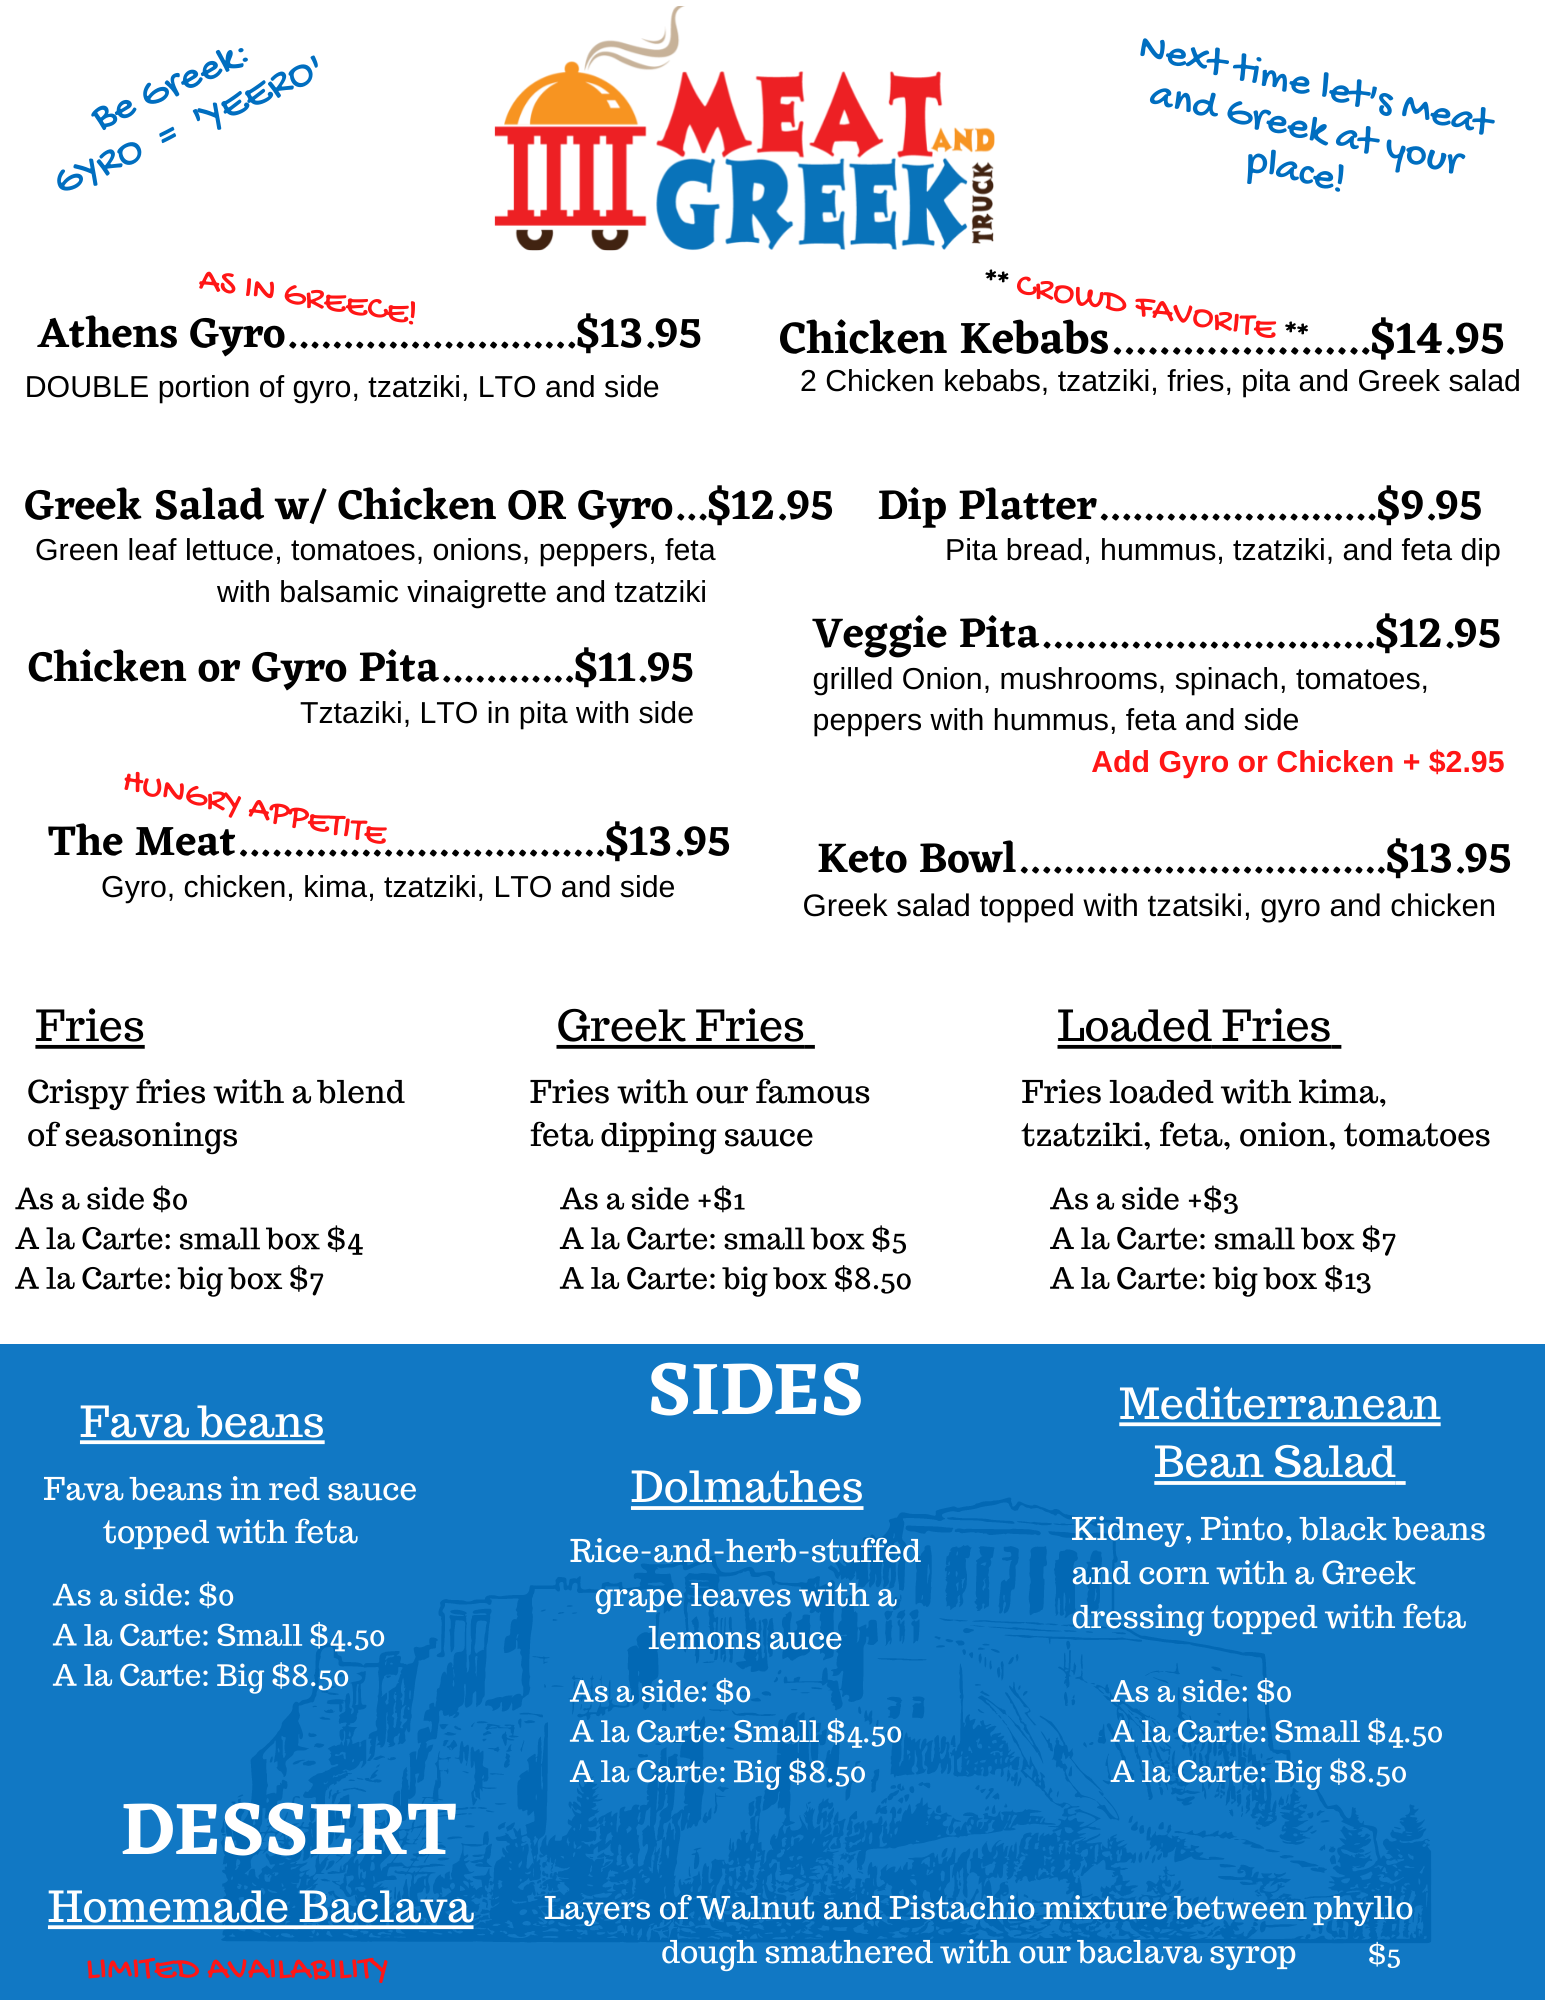 Be Greek:
GYRO = 'YEERO'
MEAT AND
GREEK TRUCK
Next time let's Meat
and Greek at your
place!
AS IN GREECE!
Athens Gyro..........................$13.95
DOUBLE portion of gyro, tzatziki, LTO and side
** CROWD FAVORITE **
Chicken Kebabs.......................$14.95
2 Chicken kebabs, tzatziki, fries, pita and Greek salad
Greek Salad w/ Chicken OR Gyro...$12.95
Green leaf lettuce, tomatoes, onions, peppers, feta
with balsamic vinaigrette and tzatziki
Dip Platter.........................$9.95
Pita bread, hummus, tzatziki, and feta dip
Chicken or Gyro Pita............$11.95
Tztaziki, LTO in pita with side
Veggie Pita..............................$12.95
grilled Onion, mushrooms, spinach, tomatoes,
peppers with hummus, feta and side
Add Gyro or Chicken + $2.95
HUNGRY APPETITE
The Meat.................................$13.95
Gyro, chicken, kima, tzatziki, LTO and side
Keto Bowl.................................$13.95
Greek salad topped with tzatsiki, gyro and chicken
Fries
Crispy fries with a blend
of seasonings
As a side $0
A la Carte: small box $4
A la Carte: big box $7
Greek Fries
Fries with our famous
feta dipping sauce
As a side +$1
A la Carte: small box $5
A la Carte: big box $8.50
Loaded Fries
Fries loaded with kima,
tzatziki, feta, onion, tomatoes
As a side +$3
A la Carte: small box $7
A la Carte: big box $13
SIDES
Fava beans
Fava beans in red sauce
topped with feta
As a side: $0
A la Carte: Small $4.50
A la Carte: Big $8.50
Dolmathes
Rice-and-herb-stuffed
grape leaves with a
lemons auce
As a side: $0
A la Carte: Small $4.50
A la Carte: Big $8.50
Mediterranean
Bean Salad
Kidney, Pinto, black beans
and corn with a Greek
dressing topped with feta
As a side: $0
A la Carte: Small $4.50
A la Carte: Big $8.50
DESSERT
Homemade Baclava
LIMITED AVAILABILITY
Layers of Walnut and Pistachio mixture between phyllo
dough smathered with our baclava syrop $5